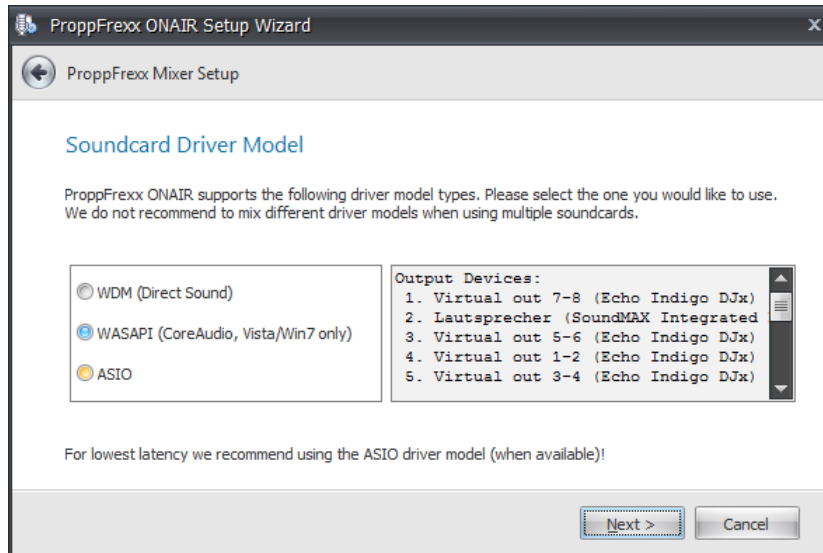 ProppFrexx ONAIR Setup Wizard
ProppFrexx Mixer Setup
Soundcard Driver Model
ProppFrexx ONAIR supports the following driver model types. Please select the one you would like to use.
We do not recommend to mix different driver models when using multiple soundcards.
WDM (Direct Sound)
WASAPI (CoreAudio, Vista/Win7 only)
ASIO
Output Devices:
1. Virtual out 7-8 (Echo Indigo DJx)
2. Lautsprecher (SoundMAX Integrated
3. Virtual out 5-6 (Echo Indigo DJx)
4. Virtual out 1-2 (Echo Indigo DJx)
5. Virtual out 3-4 (Echo Indigo DJx)
For lowest latency we recommend using the ASIO driver model (when available)!
Next >
Cancel